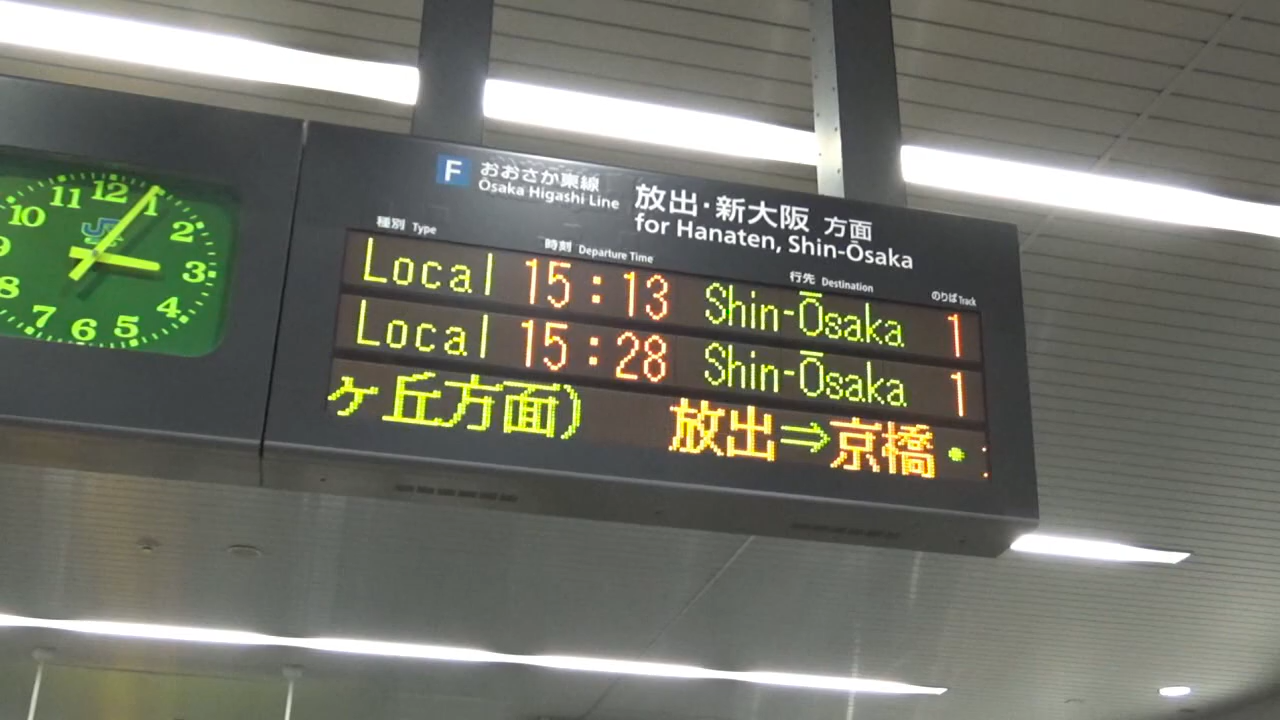 11 12 1
10 2
9 3
8 4
7 6 5
JR
F おおさか東線 放出・新大阪 方面
Ōsaka Higashi Line for Hanaten, Shin-Ōsaka
種別 Type 時刻 Departure Time 行先 Destination のりば Track
Local 15:13 Shin-Ōsaka 1
Local 15:28 Shin-Ōsaka 1
ヶ丘方面) 放出⇒京橋・